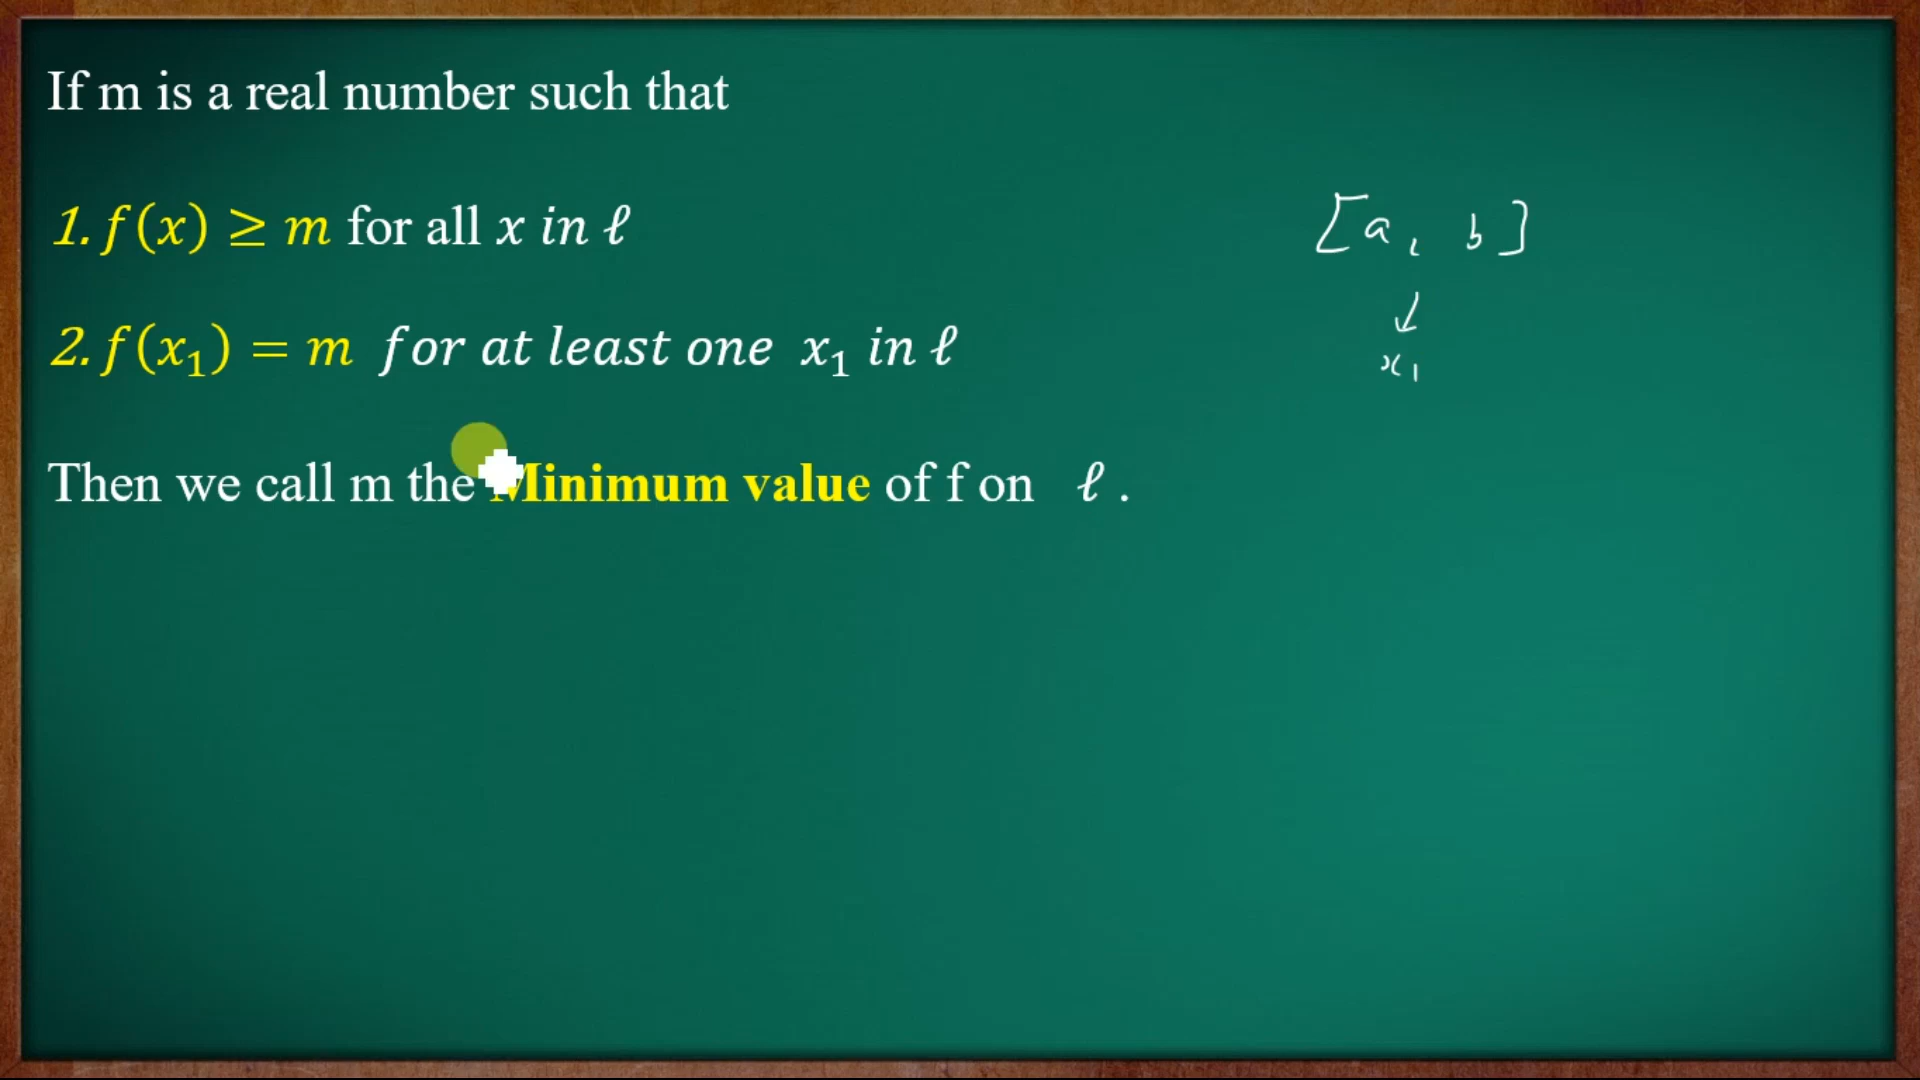 If m is a real number such that
1. f(x) ≥ m for all x in ℓ
[a, b]
2. f(x₁) = m for at least one x₁ in ℓ
x₁
Then we call m the Minimum value of f on ℓ .